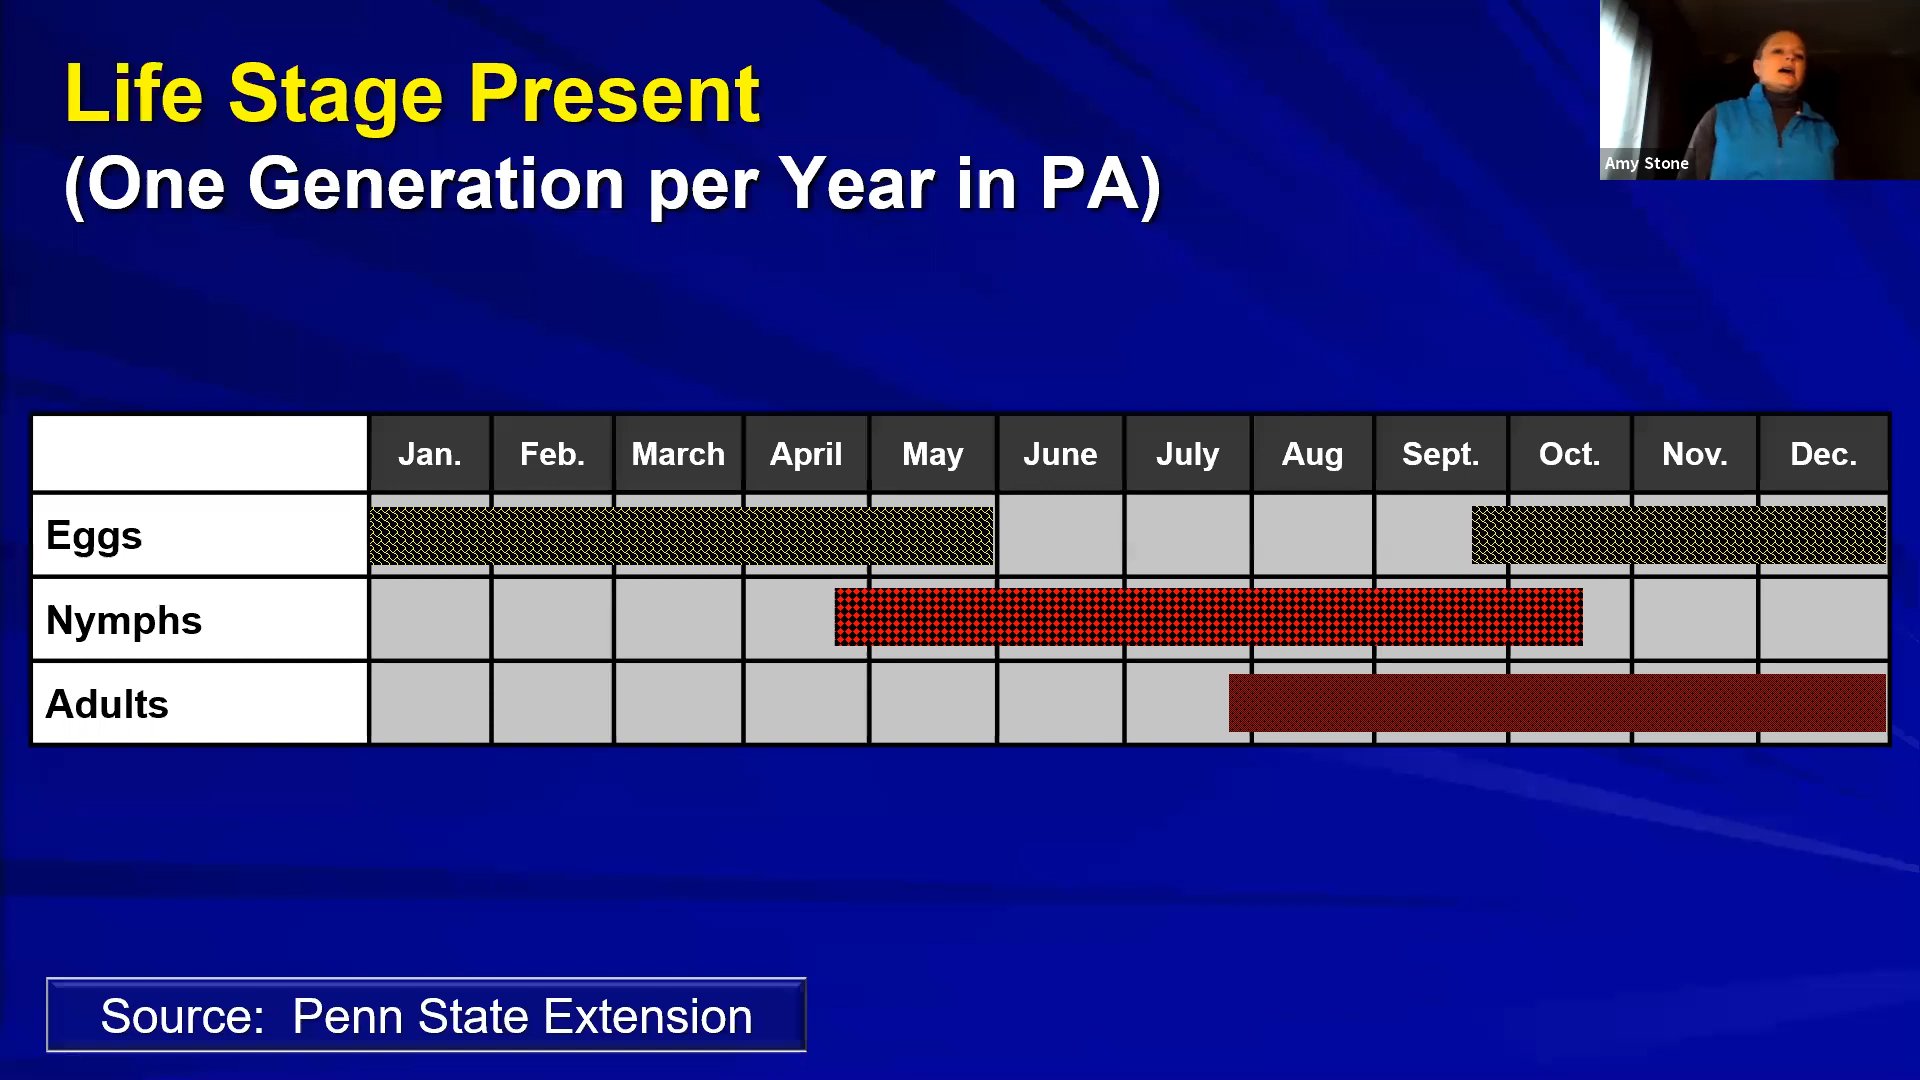 Life Stage Present
(One Generation per Year in PA)
Amy Stone
Jan. Feb. March April May June July Aug Sept. Oct. Nov. Dec.
Eggs
Nymphs
Adults
Source: Penn State Extension